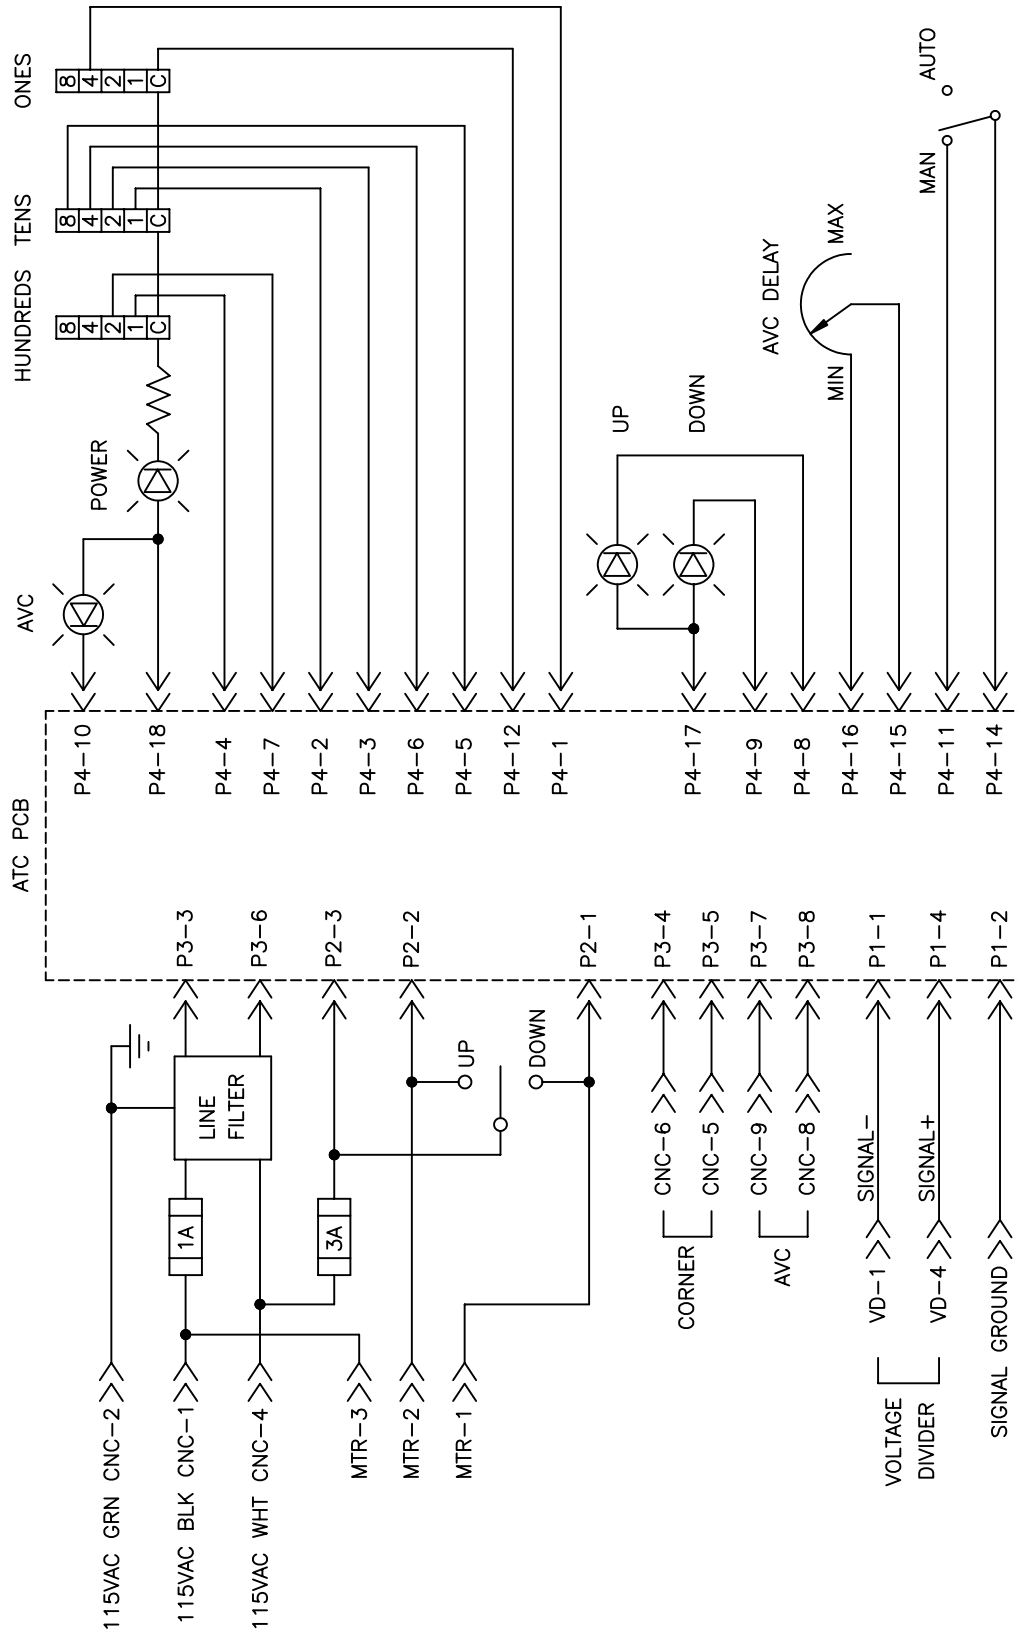 115VAC GRN CNC-2
115VAC BLK CNC-1
115VAC WHT CNC-4
MTR-3
MTR-2
MTR-1
1A
3A
LINE
FILTER
UP
DOWN
CORNER
CNC-6
CNC-5
AVC
CNC-9
CNC-8
VOLTAGE
DIVIDER
VD-1
VD-4
SIGNAL-
SIGNAL+
SIGNAL GROUND
ATC PCB
P3-3
P3-6
P2-3
P2-2
P2-1
P3-4
P3-5
P3-7
P3-8
P1-1
P1-4
P1-2
P4-10
P4-18
P4-4
P4-7
P4-2
P4-3
P4-6
P4-5
P4-12
P4-1
P4-17
P4-9
P4-8
P4-16
P4-15
P4-11
P4-14
AVC
POWER
HUNDREDS
8
4
2
1
C
TENS
8
4
2
1
C
ONES
8
4
2
1
C
UP
DOWN
AVC DELAY
MIN
MAX
MAN
AUTO